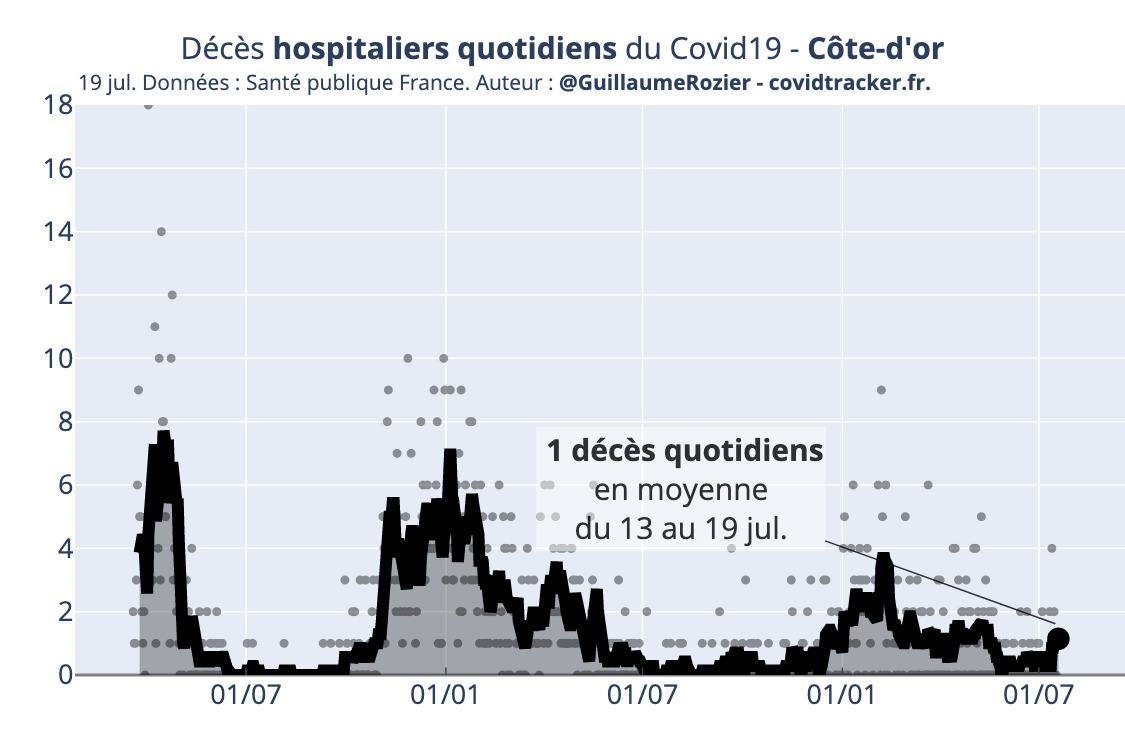 Décès hospitaliers quotidiens du Covid19 - Côte-d'or
19 jul. Données : Santé publique France. Auteur : @GuillaumeRozier - covidtracker.fr.
18
16
14
12
10
8
6
4
2
0
1 décès quotidiens
en moyenne
du 13 au 19 jul.
01/07 01/01 01/07 01/01 01/07